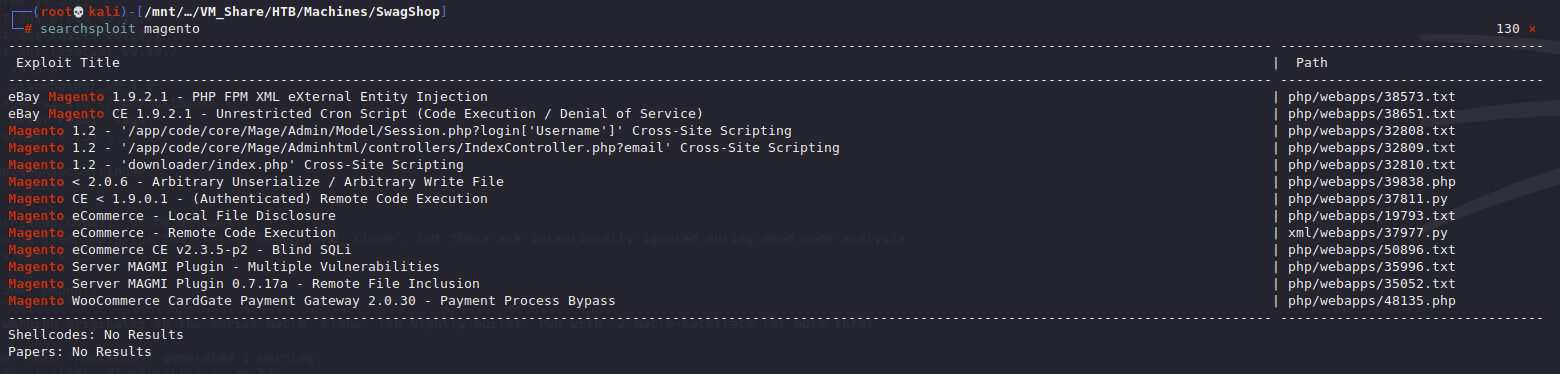 (root💀kali)-[/mnt/…/VM_Share/HTB/Machines/SwagShop]
# searchsploit magento 130 ×
Exploit Title | Path
eBay Magento 1.9.2.1 - PHP FPM XML eXternal Entity Injection | php/webapps/38573.txt
eBay Magento CE 1.9.2.1 - Unrestricted Cron Script (Code Execution / Denial of Service) | php/webapps/38651.txt
Magento 1.2 - '/app/code/core/Mage/Admin/Model/Session.php?login['Username']' Cross-Site Scripting | php/webapps/32808.txt
Magento 1.2 - '/app/code/core/Mage/Adminhtml/controllers/IndexController.php?email' Cross-Site Scripting | php/webapps/32809.txt
Magento 1.2 - 'downloader/index.php' Cross-Site Scripting | php/webapps/32810.txt
Magento < 2.0.6 - Arbitrary Unserialize / Arbitrary Write File | php/webapps/39838.php
Magento CE < 1.9.0.1 - (Authenticated) Remote Code Execution | php/webapps/37811.py
Magento eCommerce - Local File Disclosure | php/webapps/19793.txt
Magento eCommerce - Remote Code Execution | xml/webapps/37977.py
Magento eCommerce CE v2.3.5-p2 - Blind SQLi | php/webapps/50896.txt
Magento Server MAGMI Plugin - Multiple Vulnerabilities | php/webapps/35996.txt
Magento Server MAGMI Plugin 0.7.17a - Remote File Inclusion | php/webapps/35052.txt
Magento WooCommerce CardGate Payment Gateway 2.0.30 - Payment Process Bypass | php/webapps/48135.php
Shellcodes: No Results
Papers: No Results